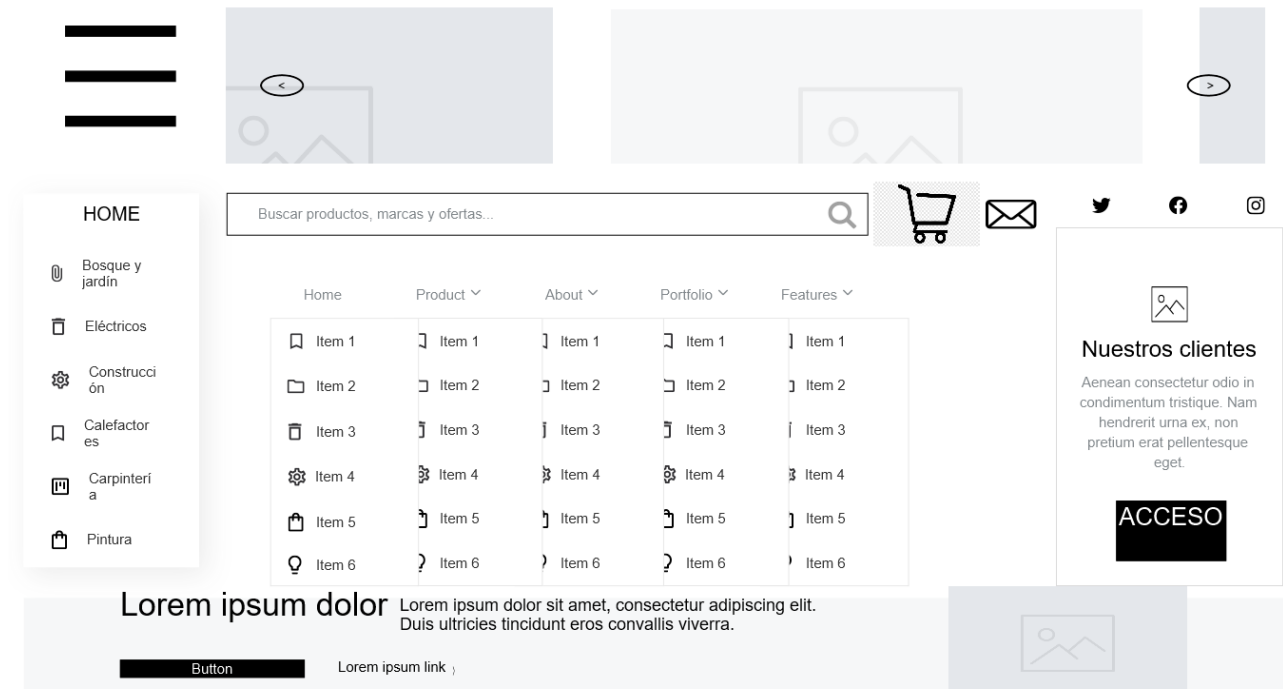 <
>
HOME
Bosque y
jardín
Eléctricos
Construcci
ón
Calefactor
es
Carpinterí
a
Pintura
Buscar productos, marcas y ofertas...
Home Product About Portfolio Features
Item 1 Item 1 Item 1 Item 1 Item 1
Item 2 Item 2 Item 2 Item 2 Item 2
Item 3 Item 3 Item 3 Item 3 Item 3
Item 4 Item 4 Item 4 Item 4 Item 4
Item 5 Item 5 Item 5 Item 5 Item 5
Item 6 Item 6 Item 6 Item 6 Item 6
Nuestros clientes
Aenean consectetur odio in
condimentum tristique. Nam
hendrerit urna ex, non
pretium erat pellentesque
eget.
ACCESO
Lorem ipsum dolor
Lorem ipsum dolor sit amet, consectetur adipiscing elit.
Duis ultricies tincidunt eros convallis viverra.
Button
Lorem ipsum link